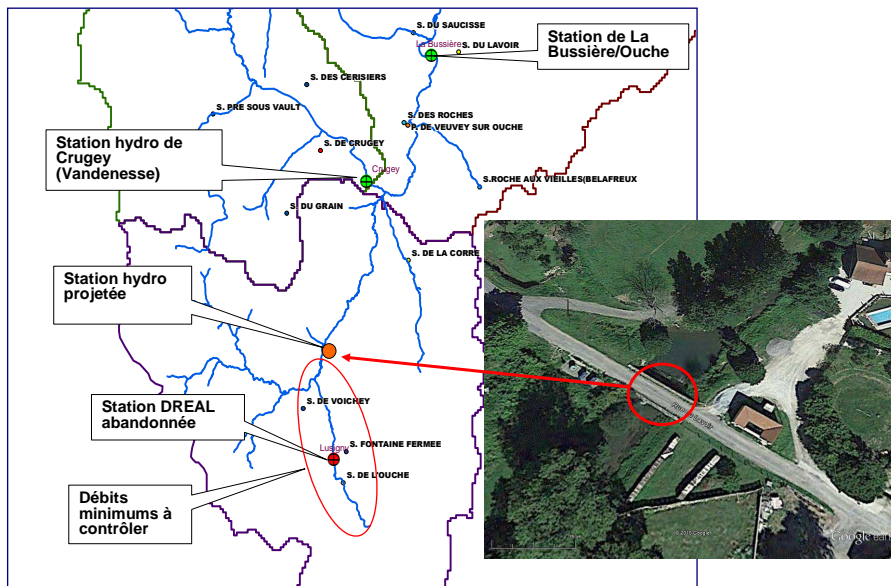 S. DU SAUCISSE
La Bussière
S. DU LAVOIR
Station de La
Bussière/Ouche
S. DES CERISIERS
S. PRE SOUS VAULT
S. DES ROCHES
P. DE VEUVEY SUR OUCHE
Station hydro de
Crugey
(Vandenesse)
S. DE CRUGEY
Crugey
S.ROCHE AUX VIEILLES(BELAFREUX
S. DU GRAIN
S. DE LA CORRE
Station hydro
projetée
Station DREAL
abandonnée
S. DE VOICHEY
Lusigny
S. FONTAINE FERMEE
S. DE L'OUCHE
Débits
minimums à
contrôler
© 2015 Google
Google ear